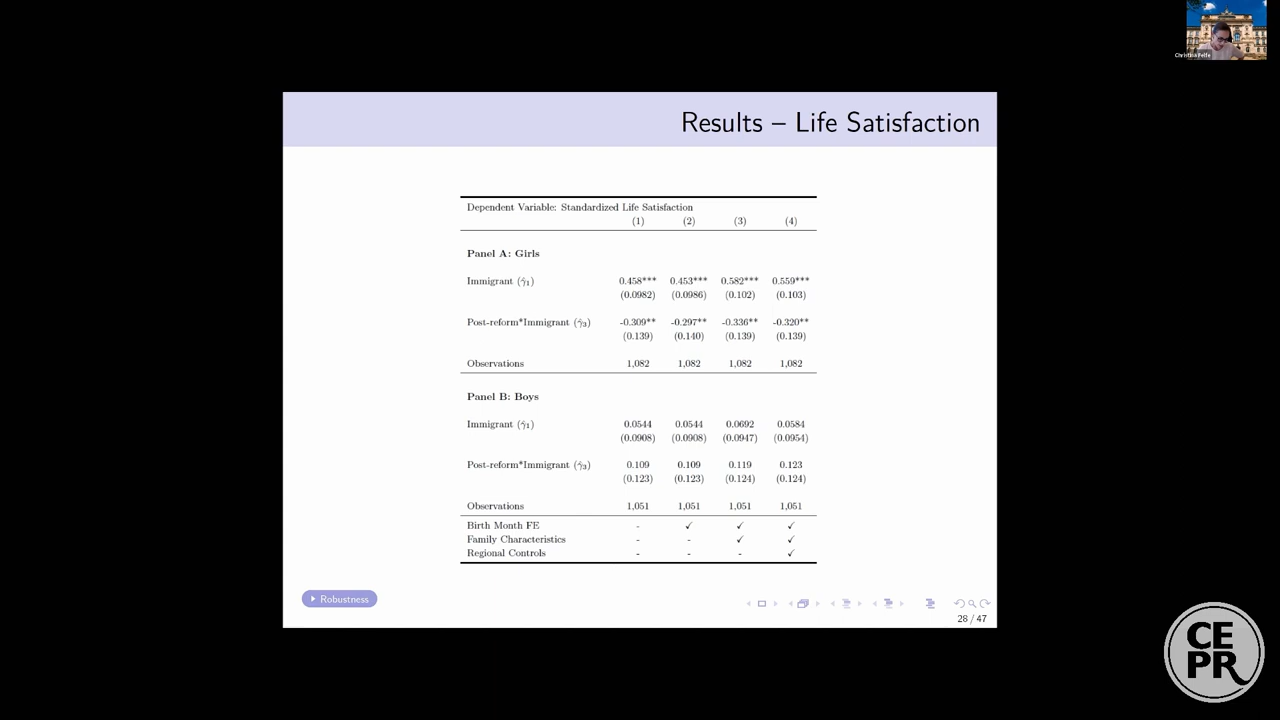 Christina Felfe
Results – Life Satisfaction
Dependent Variable: Standardized Life Satisfaction
(1) (2) (3) (4)
Panel A: Girls
Immigrant (γ̂₁) 0.458*** 0.453*** 0.582*** 0.559***
(0.0982) (0.0986) (0.102) (0.103)
Post-reform*Immigrant (γ̂₃) -0.309** -0.297** -0.336** -0.320**
(0.139) (0.140) (0.139) (0.139)
Observations 1,082 1,082 1,082 1,082
Panel B: Boys
Immigrant (γ̂₁) 0.0544 0.0544 0.0692 0.0584
(0.0908) (0.0908) (0.0947) (0.0954)
Post-reform*Immigrant (γ̂₃) 0.109 0.109 0.119 0.123
(0.123) (0.123) (0.124) (0.124)
Observations 1,051 1,051 1,051 1,051
Birth Month FE - ✓ ✓ ✓
Family Characteristics - - ✓ ✓
Regional Controls - - - ✓
Robustness
28 / 47
CE
PR